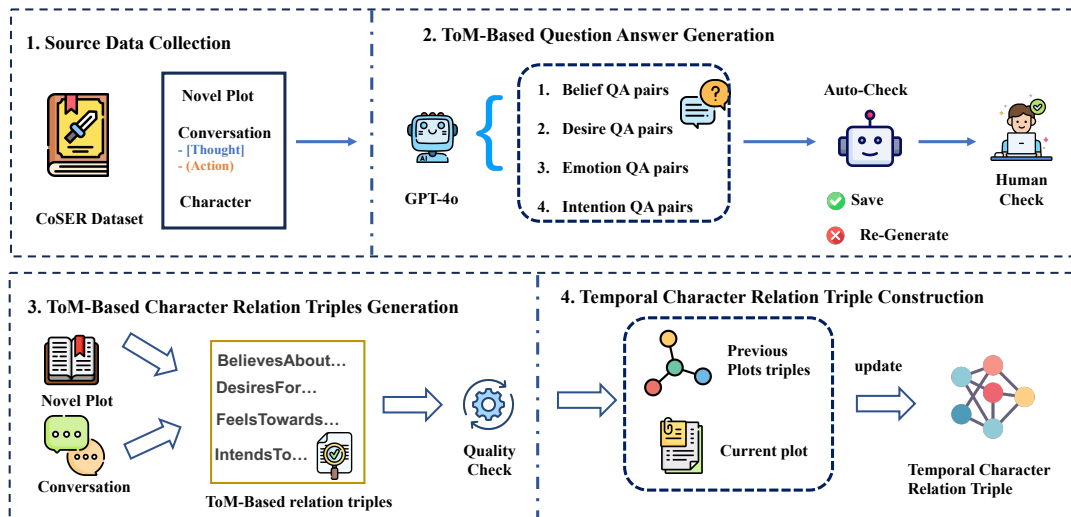 1. Source Data Collection
CoSER Dataset
Novel Plot
Conversation
- [Thought]
- (Action)
Character
2. ToM-Based Question Answer Generation
AI
GPT-4o
1. Belief QA pairs
2. Desire QA pairs
3. Emotion QA pairs
4. Intention QA pairs
?
Auto-Check
Save
Re-Generate
Human
Check
3. ToM-Based Character Relation Triples Generation
Novel Plot
Conversation
BelievesAbout…
DesiresFor…
FeelsTowards…
IntendsTo…
ToM-Based relation triples
Quality
Check
4. Temporal Character Relation Triple Construction
Previous
Plots triples
Current plot
update
Temporal Character
Relation Triple